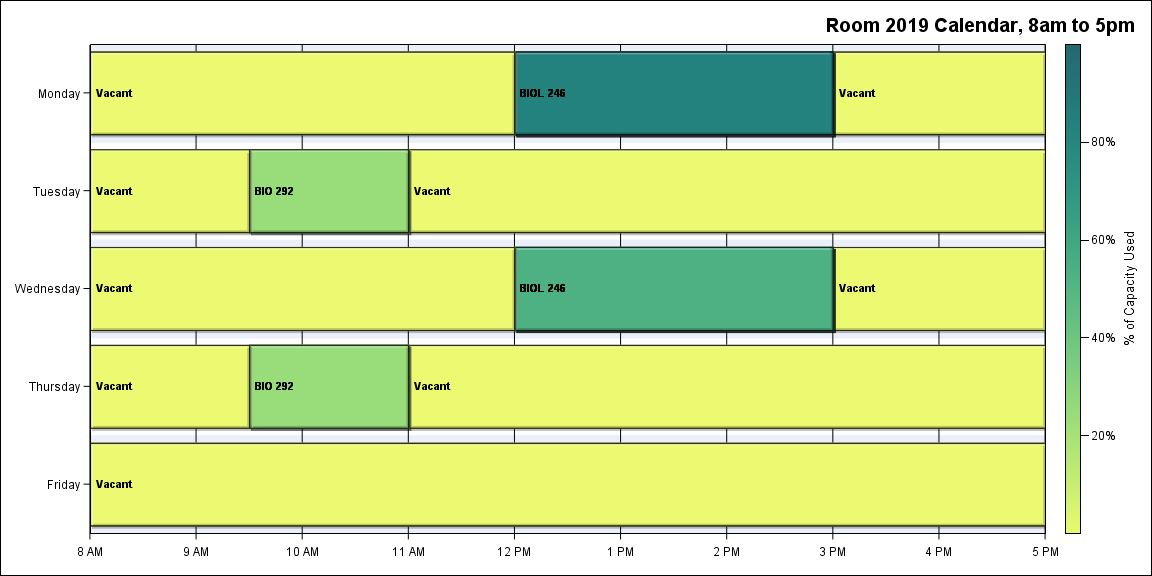 Room 2019 Calendar, 8am to 5pm
Monday
Vacant
BIOL 246
Vacant
Tuesday
Vacant
BIO 292
Vacant
Wednesday
Vacant
BIOL 246
Vacant
Thursday
Vacant
BIO 292
Vacant
Friday
Vacant
8 AM
9 AM
10 AM
11 AM
12 PM
1 PM
2 PM
3 PM
4 PM
5 PM
80%
60%
40%
20%
% of Capacity Used